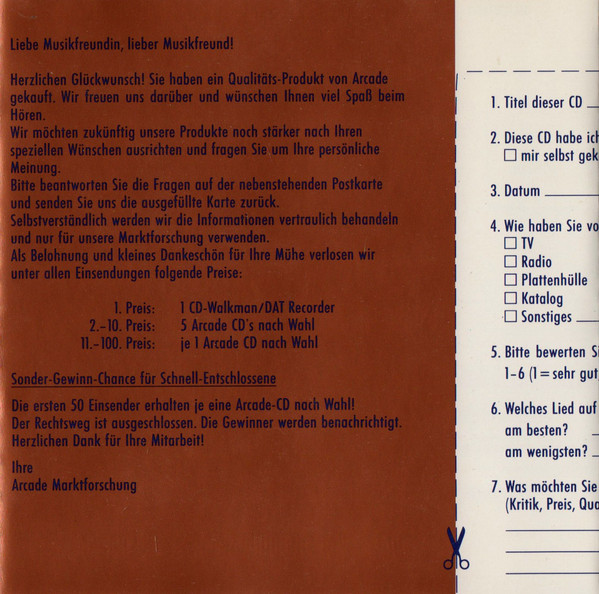 Liebe Musikfreundin, lieber Musikfreund!
Herzlichen Glückwunsch! Sie haben ein Qualitäts-Produkt von Arcade
gekauft. Wir freuen uns darüber und wünschen Ihnen viel Spaß beim
Hören.
Wir möchten zukünftig unsere Produkte noch stärker nach Ihren
speziellen Wünschen ausrichten und fragen Sie um Ihre persönliche
Meinung.
Bitte beantworten Sie die Fragen auf der nebenstehenden Postkarte
und senden Sie uns die ausgefüllte Karte zurück.
Selbstverständlich werden wir die Informationen vertraulich behandeln
und nur für unsere Marktforschung verwenden.
Als Belohnung und kleines Dankeschön für Ihre Mühe verlosen wir
unter allen Einsendungen folgende Preise:
1. Preis: 1 CD-Walkman/DAT Recorder
2.-10. Preis: 5 Arcade CD's nach Wahl
11.-100. Preis: je 1 Arcade CD nach Wahl
Sonder-Gewinn-Chance für Schnell-Entschlossene
Die ersten 50 Einsender erhalten je eine Arcade-CD nach Wahl!
Der Rechtsweg ist ausgeschlossen. Die Gewinner werden benachrichtigt.
Herzlichen Dank für Ihre Mitarbeit!
Ihre
Arcade Marktforschung
1. Titel dieser CD
2. Diese CD habe ich
mir selbst gek
3. Datum
4. Wie haben Sie vo
TV
Radio
Plattenhülle
Katalog
Sonstiges
5. Bitte bewerten Si
1-6 (1=sehr gut
6. Welches Lied auf
am besten?
am wenigsten?
7. Was möchten Sie
(Kritik, Preis, Qua